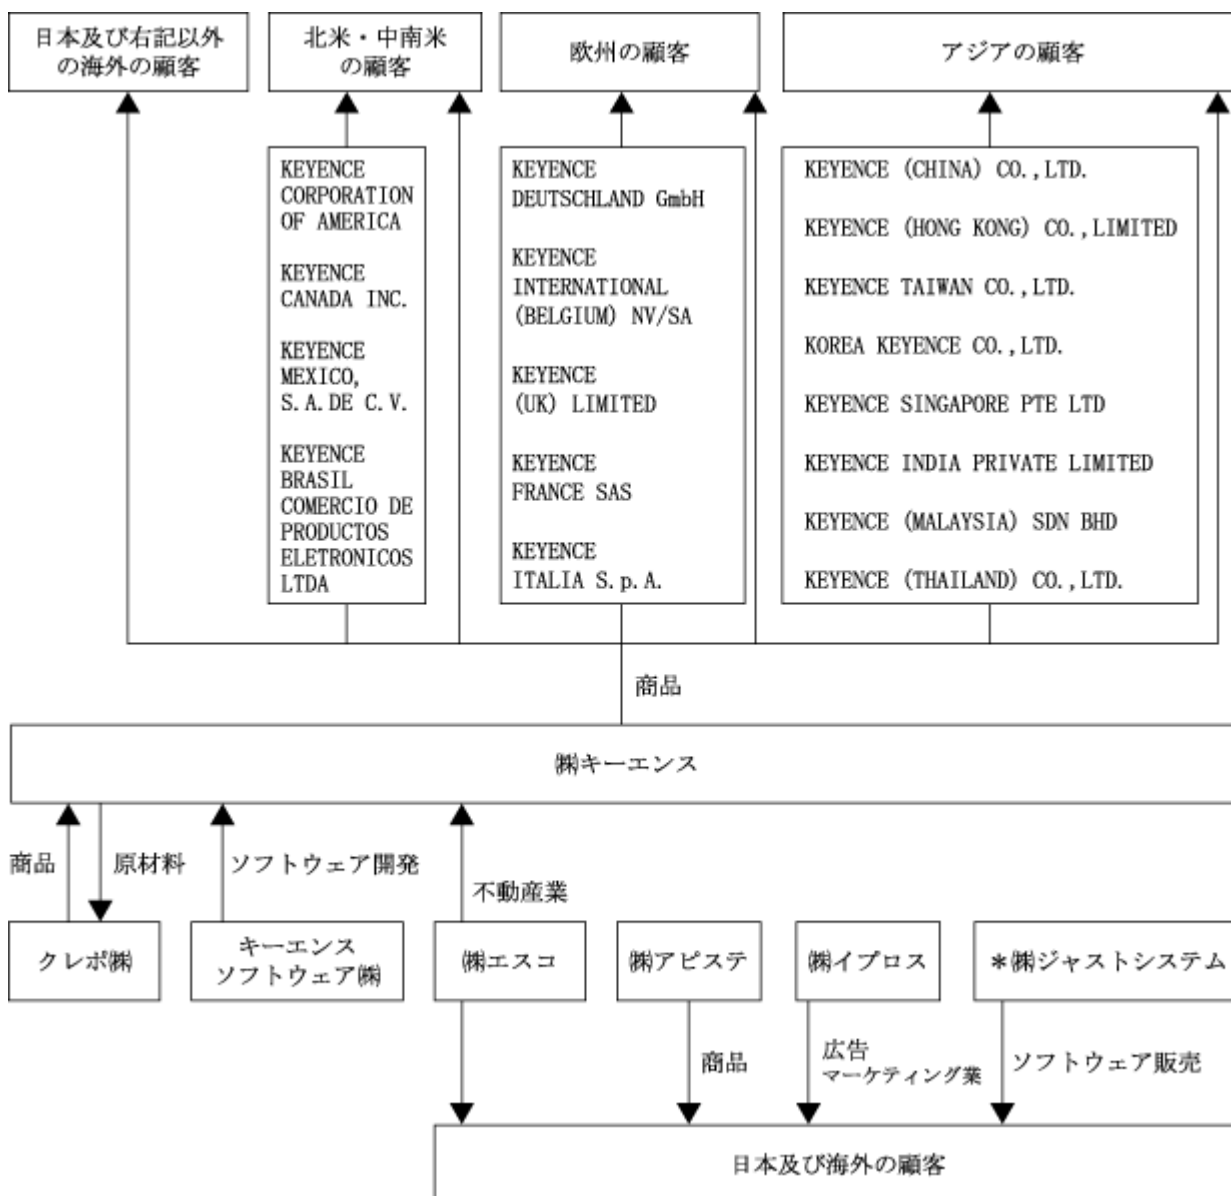 日本及び右記以外
の海外の顧客
北米・中南米
の顧客
欧州の顧客
アジアの顧客
KEYENCE
CORPORATION
OF AMERICA
KEYENCE
CANADA INC.
KEYENCE
MEXICO,
S.A.DE C.V.
KEYENCE
BRASIL
COMERCIO DE
PRODUCTOS
ELETRONICOS
LTDA
KEYENCE
DEUTSCHLAND GmbH
KEYENCE
INTERNATIONAL
(BELGIUM) NV/SA
KEYENCE
(UK) LIMITED
KEYENCE
FRANCE SAS
KEYENCE
ITALIA S.p.A.
KEYENCE (CHINA) CO.,LTD.
KEYENCE (HONG KONG) CO.,LIMITED
KEYENCE TAIWAN CO.,LTD.
KOREA KEYENCE CO.,LTD.
KEYENCE SINGAPORE PTE LTD
KEYENCE INDIA PRIVATE LIMITED
KEYENCE (MALAYSIA) SDN BHD
KEYENCE (THAILAND) CO.,LTD.
商品
㈱キーエンス
商品
原材料
ソフトウェア開発
不動産業
クレポ㈱
キーエンス
ソフトウェア㈱
㈱エスコ
㈱アピステ
㈱イプロス
＊㈱ジャストシステム
商品
広告
マーケティング業
ソフトウェア販売
日本及び海外の顧客